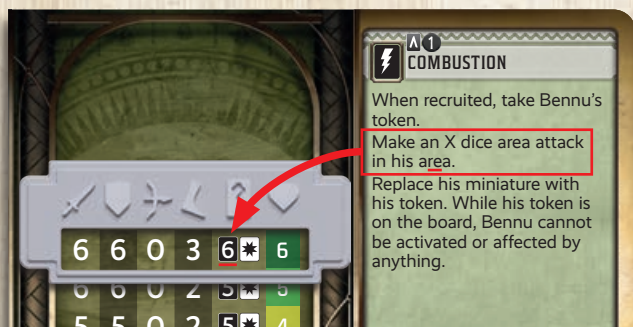 1
COMBUSTION
When recruited, take Bennu's
token.
Make an X dice area attack
in his area.
Replace his miniature with
his token. While his token is
on the board, Bennu cannot
be activated or affected by
anything.
?
6 6 0 3 6 6
6 6 0 2 5 5
5 5 0 2 5 4